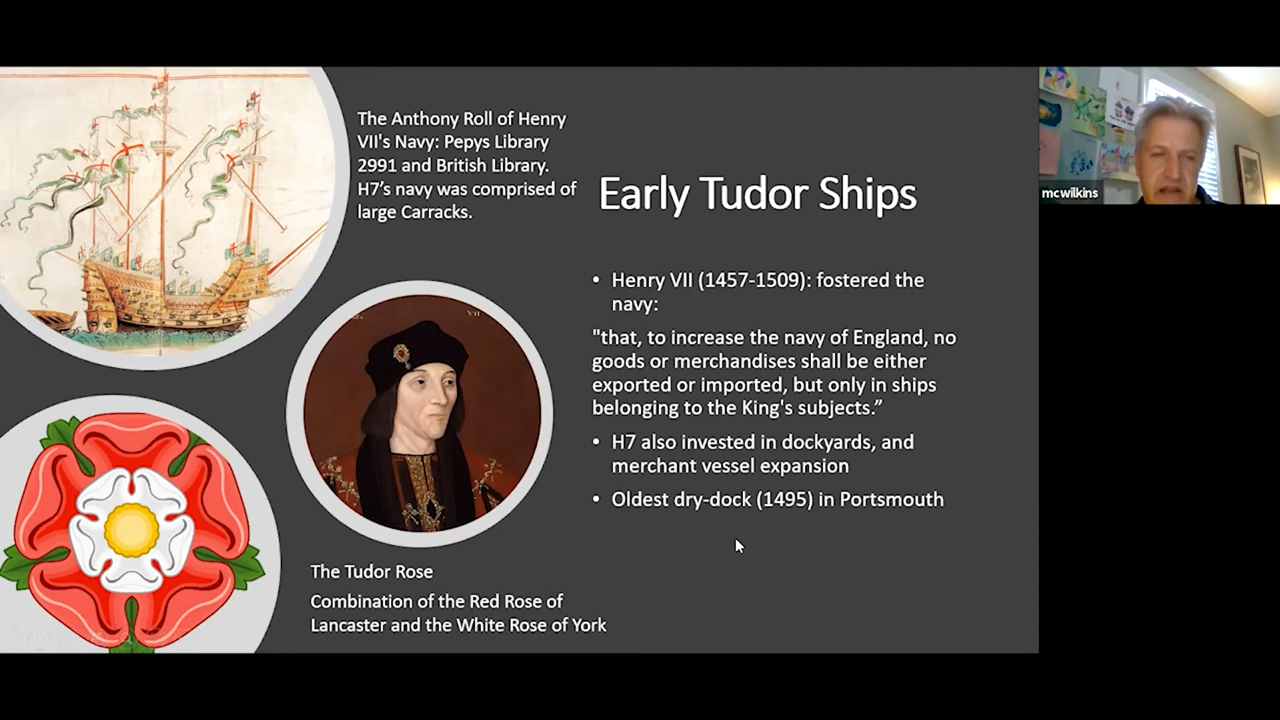 The Anthony Roll of Henry
VII's Navy: Pepys Library
2991 and British Library.
H7's navy was comprised of
large Carracks.
Early Tudor Ships
• Henry VII (1457-1509): fostered the
navy:
"that, to increase the navy of England, no
goods or merchandises shall be either
exported or imported, but only in ships
belonging to the King's subjects.”
• H7 also invested in dockyards, and
merchant vessel expansion
• Oldest dry-dock (1495) in Portsmouth
VII
The Tudor Rose
Combination of the Red Rose of
Lancaster and the White Rose of York
mcwilkins